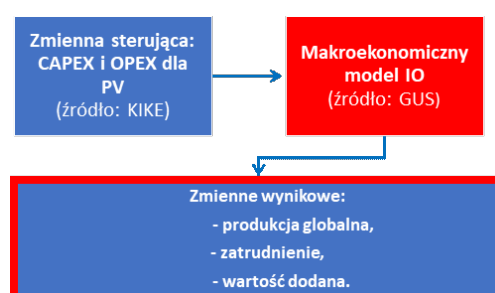 Zmienna sterująca:
CAPEX i OPEX dla
PV
(źródło: KIKE)
Makroekonomiczny
model IO
(źródło: GUS)
Zmienne wynikowe:
- produkcja globalna,
- zatrudnienie,
- wartość dodana.